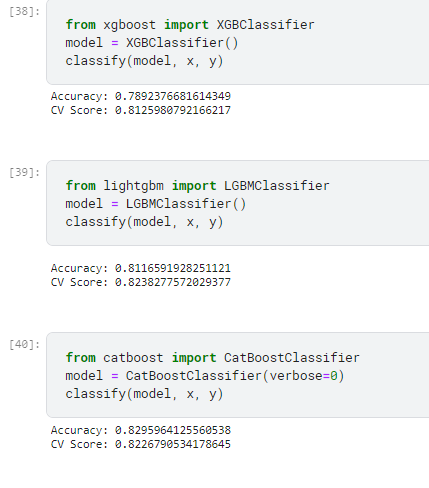 [38]:
from xgboost import XGBClassifier
model = XGBClassifier()
classify(model, x, y)
Accuracy: 0.7892376681614349
CV Score: 0.8125980792166217
[39]:
from lightgbm import LGBMClassifier
model = LGBMClassifier()
classify(model, x, y)
Accuracy: 0.8116591928251121
CV Score: 0.8238277572029377
[40]:
from catboost import CatBoostClassifier
model = CatBoostClassifier(verbose=0)
classify(model, x, y)
Accuracy: 0.8295964125560538
CV Score: 0.8226790534178645